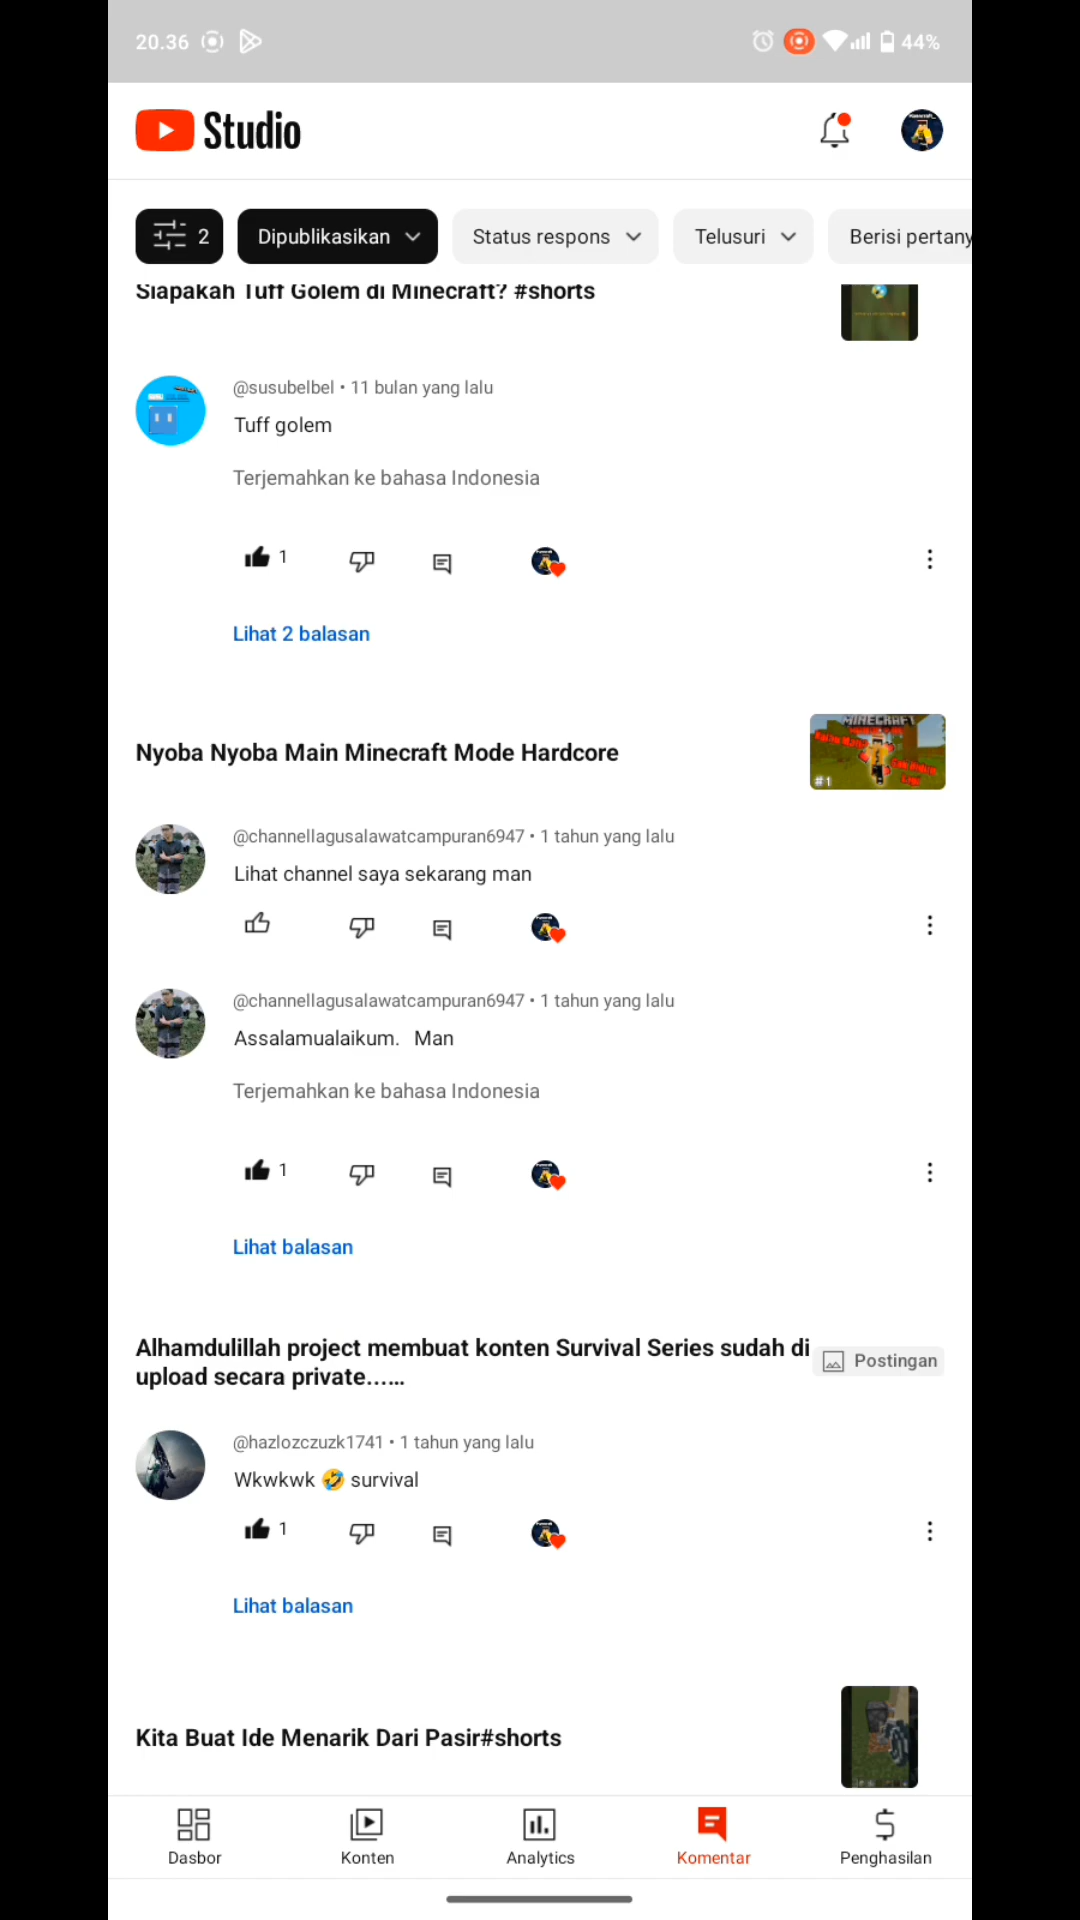 20.36
44%
Studio
2
Dipublikasikan
Status respons
Telusuri
Berisi pertany
Siapakah Tuff Golem di Minecraft? #shorts
@susubelbel • 11 bulan yang lalu
Tuff golem
Terjemahkan ke bahasa Indonesia
1
Lihat 2 balasan
Nyoba Nyoba Main Minecraft Mode Hardcore
MINECRAFT
#1
@channellagusalawatcampuran6947 • 1 tahun yang lalu
Lihat channel saya sekarang man
@channellagusalawatcampuran6947 • 1 tahun yang lalu
Assalamualaikum. Man
Terjemahkan ke bahasa Indonesia
1
Lihat balasan
Alhamdulillah project membuat konten Survival Series sudah di
upload secara private......
Postingan
@hazlozczuzk1741 • 1 tahun yang lalu
Wkwkwk 🤣 survival
1
Lihat balasan
Kita Buat Ide Menarik Dari Pasir#shorts
Dasbor
Konten
Analytics
Komentar
Penghasilan